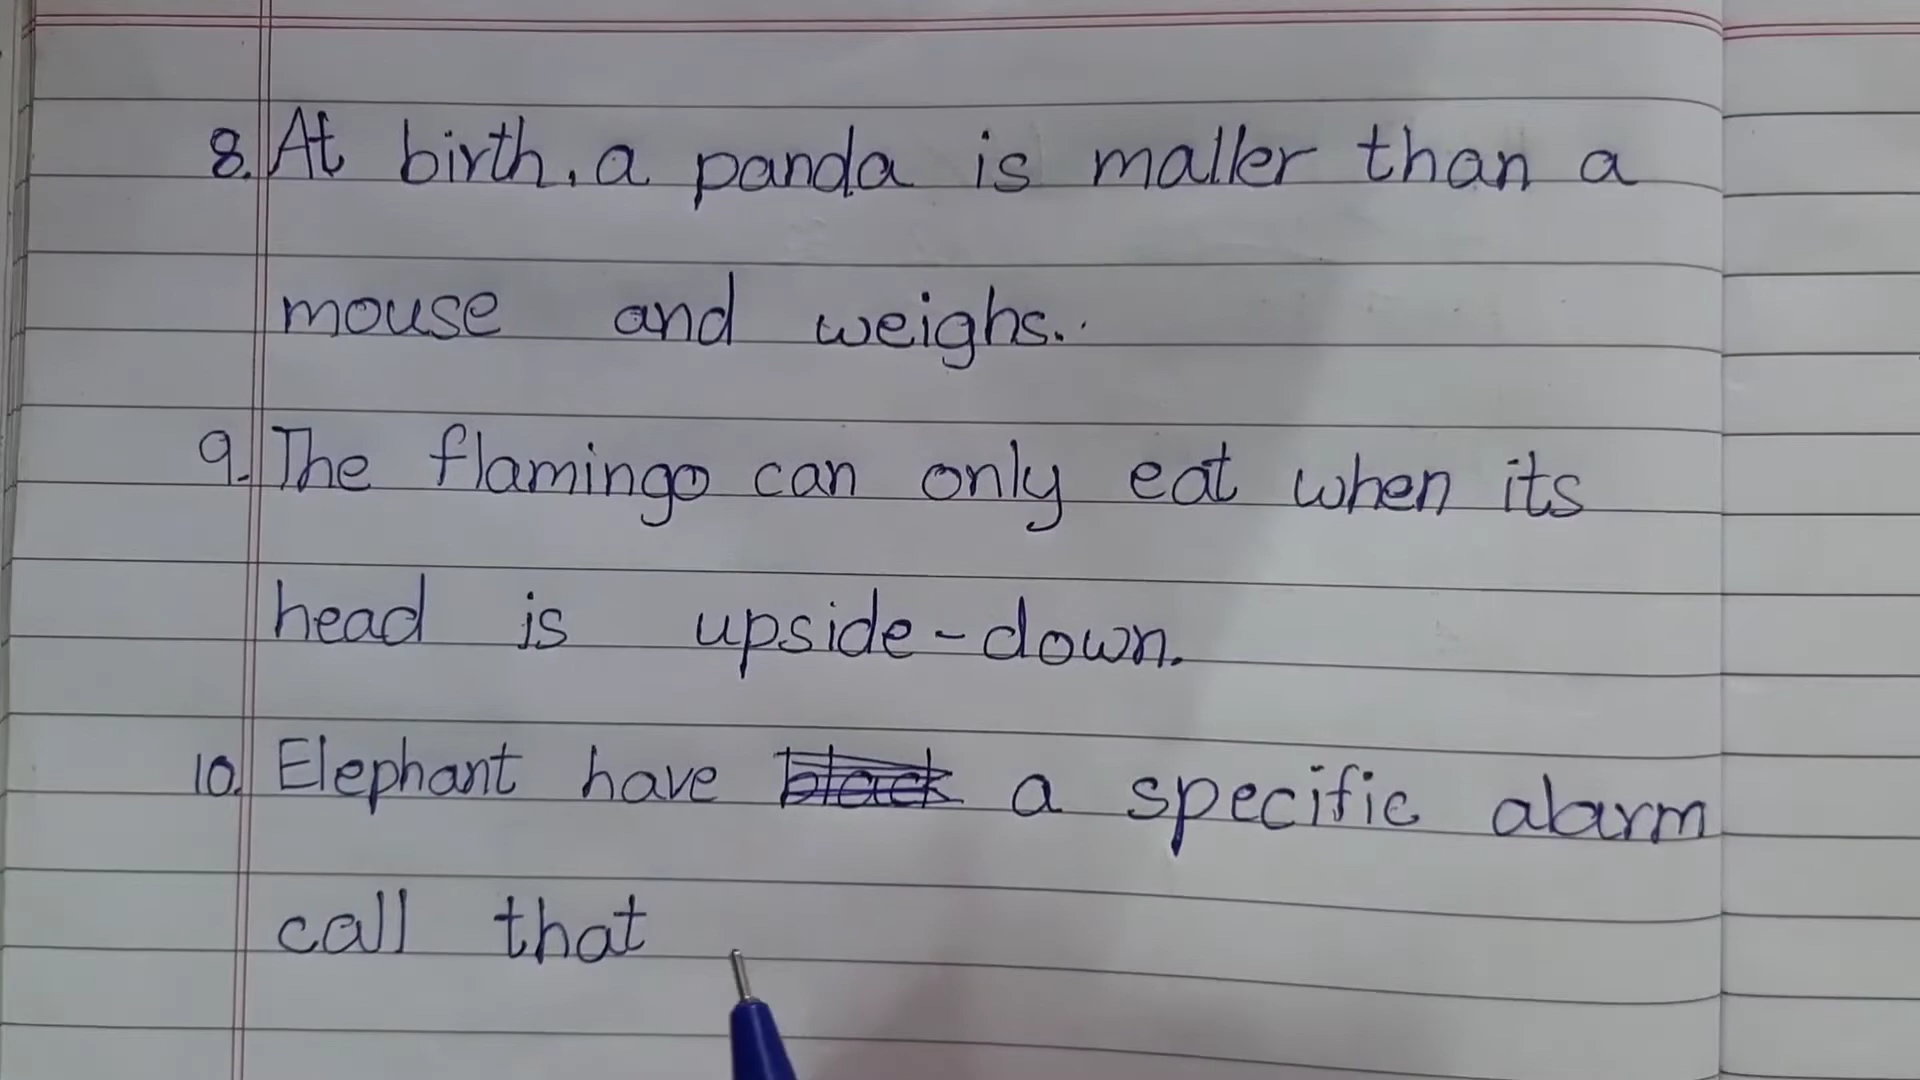 8. At birth, a panda is maller than a
mouse and weighs..
9. The flamingo can only eat when its
head is upside-down.
10. Elephant have a specific alarm
call that